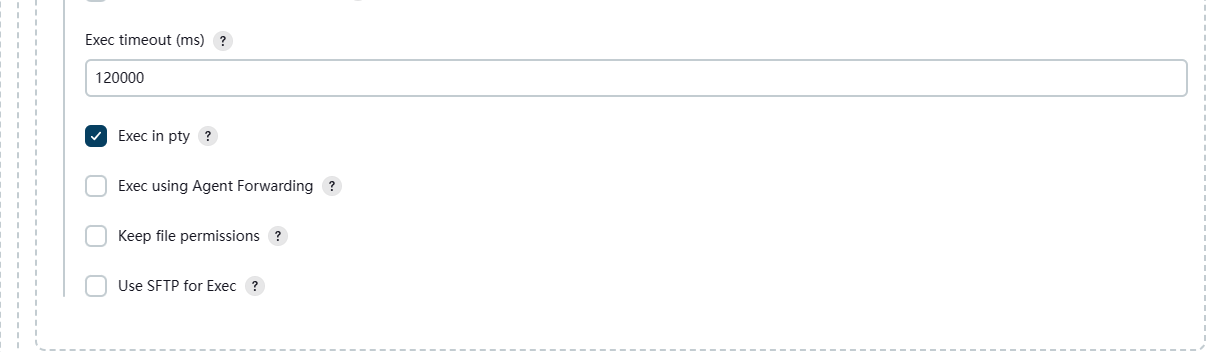 Exec timeout (ms) ?
120000
Exec in pty ?
Exec using Agent Forwarding ?
Keep file permissions ?
Use SFTP for Exec ?